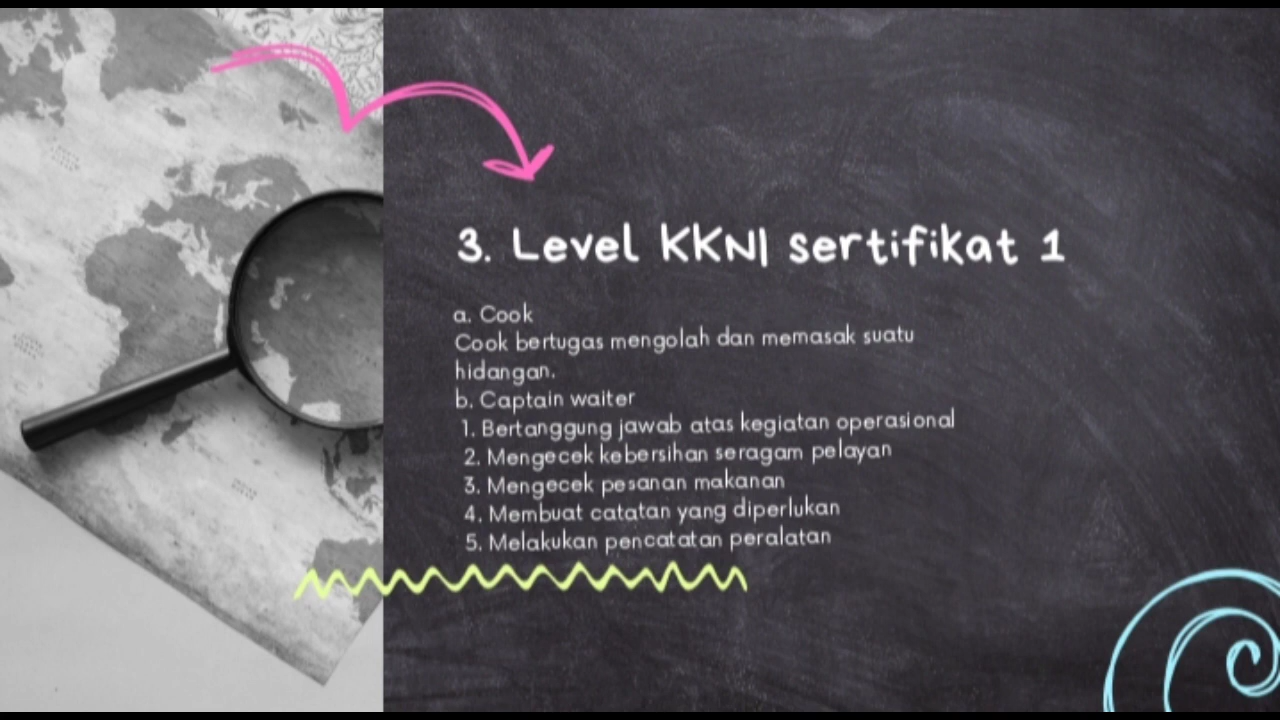 3. Level KKNI sertifikat 1
a. Cook
Cook bertugas mengolah dan memasak suatu
hidangan.
b. Captain waiter
1. Bertanggung jawab atas kegiatan operasional
2. Mengecek kebersihan seragam pelayan
3. Mengecek pesanan makanan
4. Membuat catatan yang diperlukan
5. Melakukan pencatatan peralatan